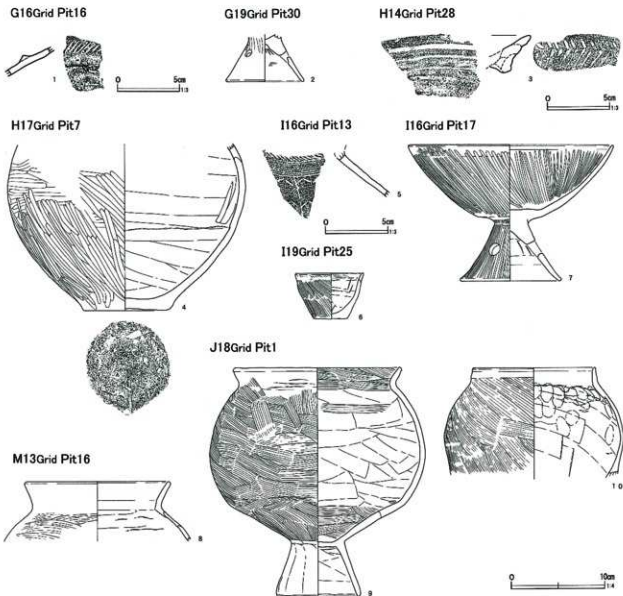 G16Grid Pit16
G19Grid Pit30
H14Grid Pit28
1
0 5cm
1:3
2
3
0 5cm
1:3
H17Grid Pit7
I16Grid Pit13
I16Grid Pit17
5
0 5cm
1:3
I19Grid Pit25
4
6
7
J18Grid Pit1
M13Grid Pit16
8
9
10
0 10cm
1:4